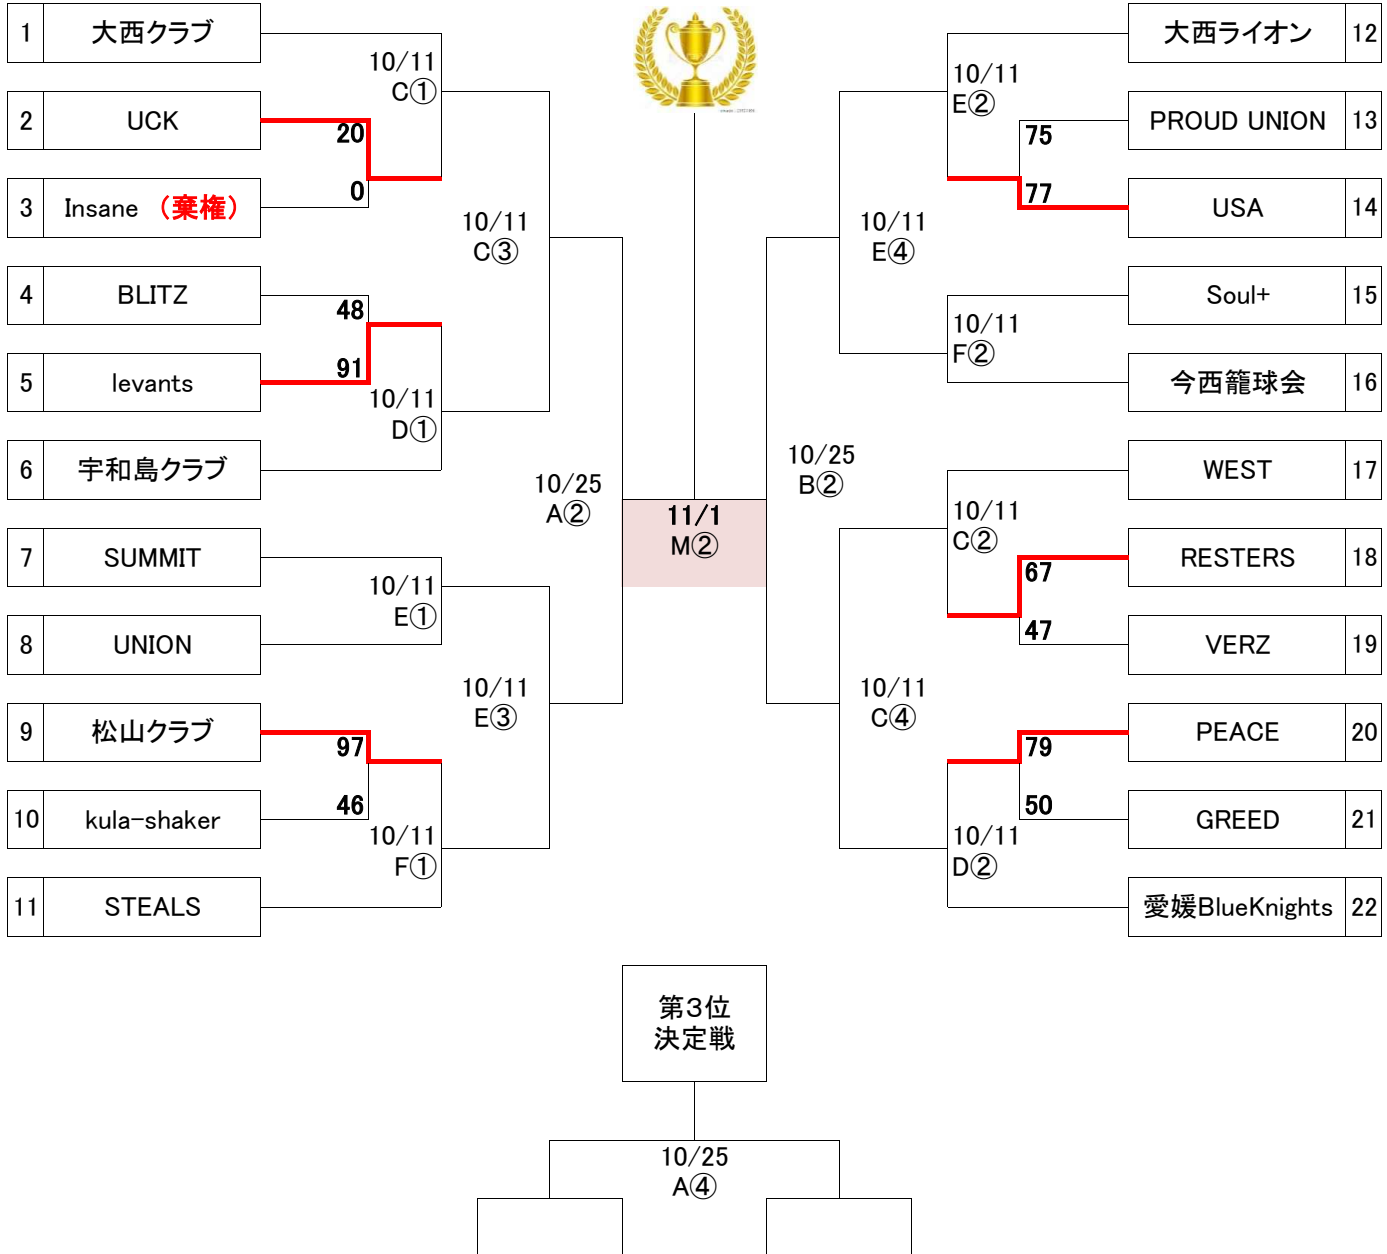 1 大西クラブ
2 UCK
3 Insane （棄権）
4 BLITZ
5 levants
6 宇和島クラブ
7 SUMMIT
8 UNION
9 松山クラブ
10 kula-shaker
11 STEALS
20
0
48
91
97
46
10/11
C①
10/11
D①
10/11
E①
10/11
F①
10/11
C③
10/11
E③
10/25
A②
11/1
M②
10/25
B②
10/11
E④
10/11
C④
10/11
E②
10/11
F②
10/11
C②
10/11
D②
75
77
67
47
79
50
大西ライオン 12
PROUD UNION 13
USA 14
Soul+ 15
今西籠球会 16
WEST 17
RESTERS 18
VERZ 19
PEACE 20
GREED 21
愛媛BlueKnights 22
第３位
決定戦
10/25
A④